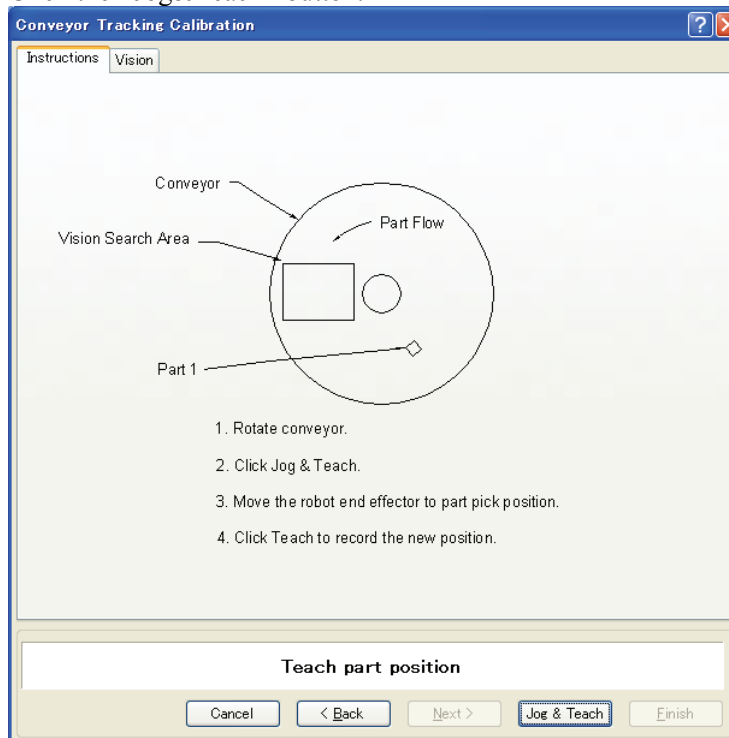 Conveyor Tracking Calibration
Instructions
Vision
Conveyor
Part Flow
Vision Search Area
Part 1
1. Rotate conveyor.
2. Click Jog & Teach.
3. Move the robot end effector to part pick position.
4. Click Teach to record the new position.
Teach part position
Cancel
< Back
Next >
Jog & Teach
Finish